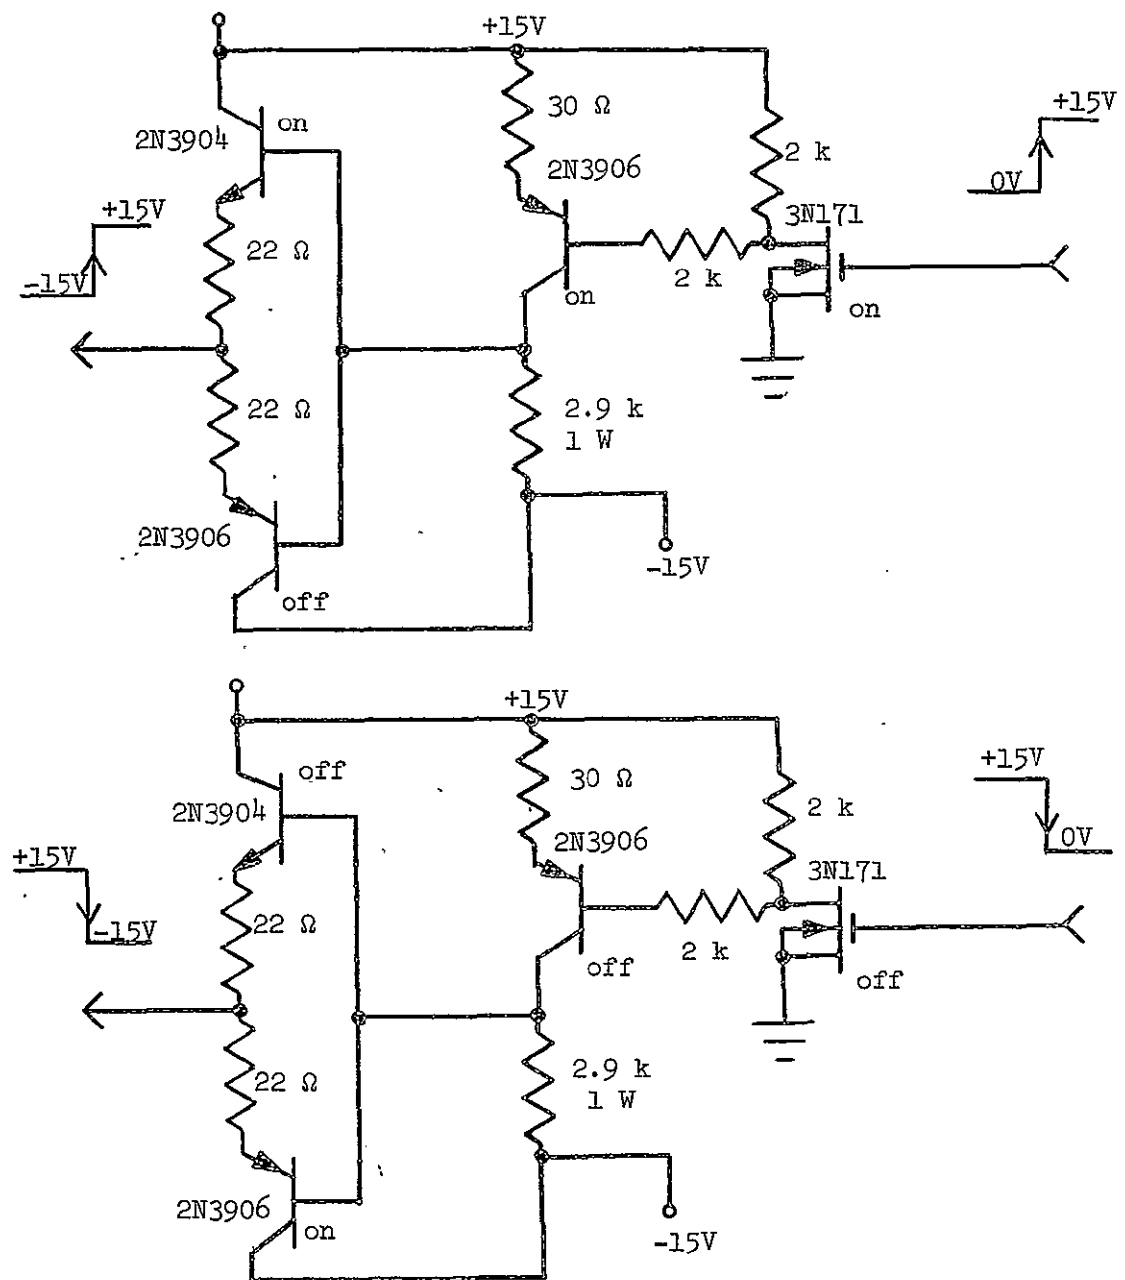 +15V
30 Ω
2N3904
on
2N3906
2 k
+15V
0V
3N171
+15V
-15V
22 Ω
2 k
on
on
22 Ω
2.9 k
1 W
2N3906
off
-15V
+15V
off
30 Ω
+15V
2N3904
2N3906
2 k
0V
+15V
3N171
-15V
22 Ω
2 k
off
off
22 Ω
2.9 k
1 W
2N3906
on
-15V